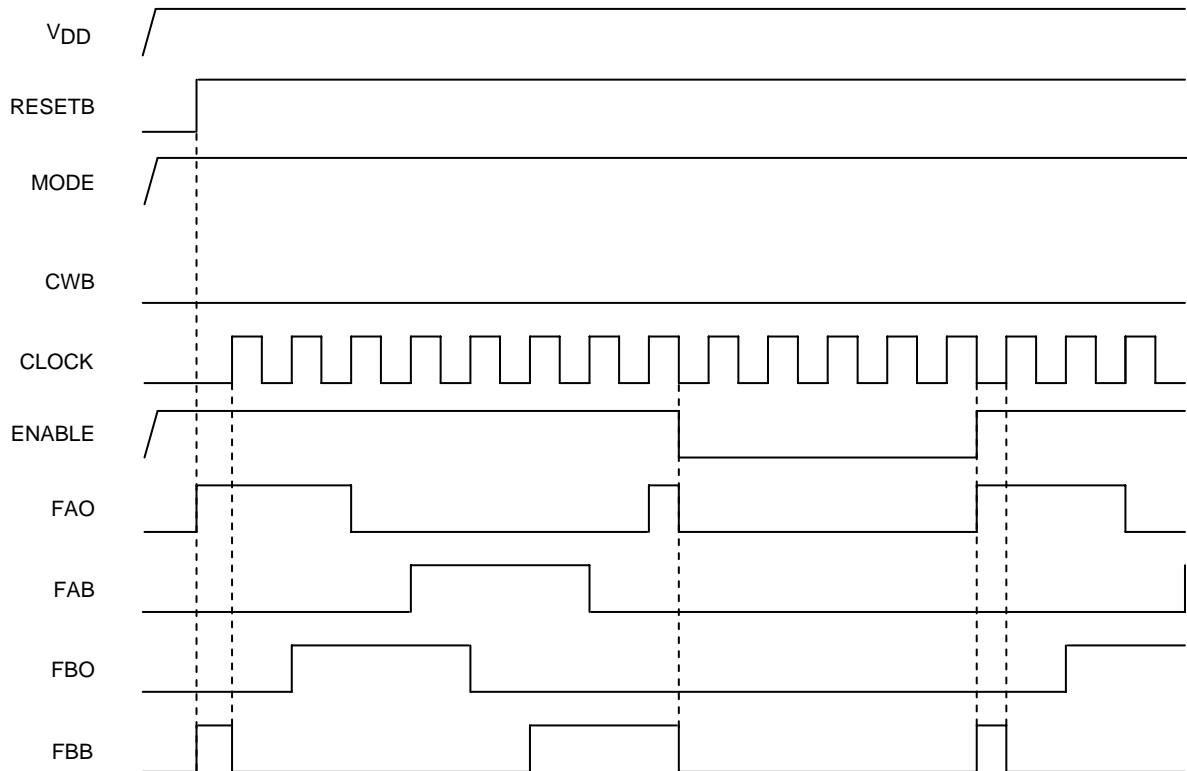 VDD
RESETB
MODE
CWB
CLOCK
ENABLE
FAO
FAB
FBO
FBB